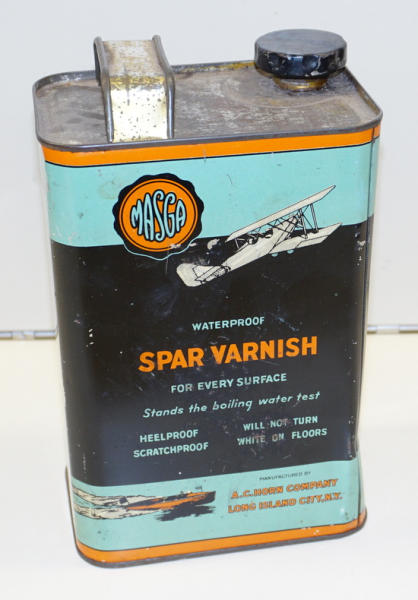 MASGA
WATERPROOF
SPAR VARNISH
FOR EVERY SURFACE
Stands the boiling water test
HEELPROOF
SCRATCHPROOF
WILL NOT TURN
WHITE ON FLOORS
MANUFACTURED BY
A.C. HORN COMPANY
LONG ISLAND CITY, N.Y.